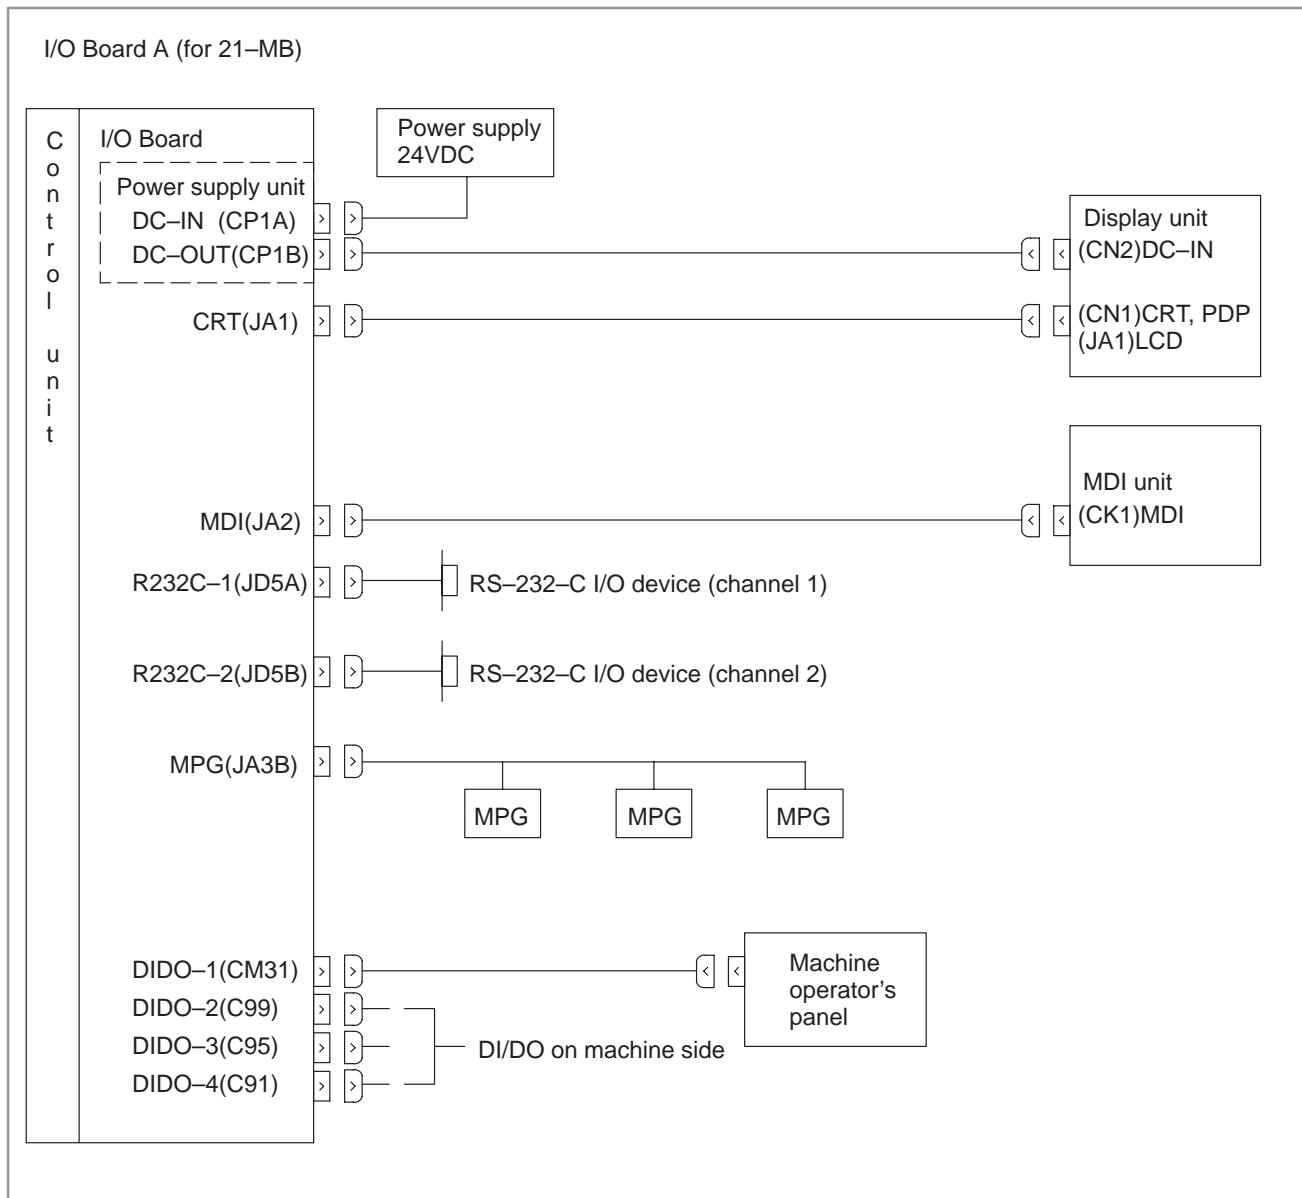 I/O Board A (for 21–MB)
Control unit
I/O Board
Power supply unit
DC–IN (CP1A)
DC–OUT(CP1B)
Power supply
24VDC
Display unit
(CN2)DC–IN
CRT(JA1)
(CN1)CRT, PDP
(JA1)LCD
MDI unit
MDI(JA2)
(CK1)MDI
R232C–1(JD5A)
RS–232–C I/O device (channel 1)
R232C–2(JD5B)
RS–232–C I/O device (channel 2)
MPG(JA3B)
MPG
MPG
MPG
DIDO–1(CM31)
Machine
operator’s
panel
DIDO–2(C99)
DIDO–3(C95)
DI/DO on machine side
DIDO–4(C91)